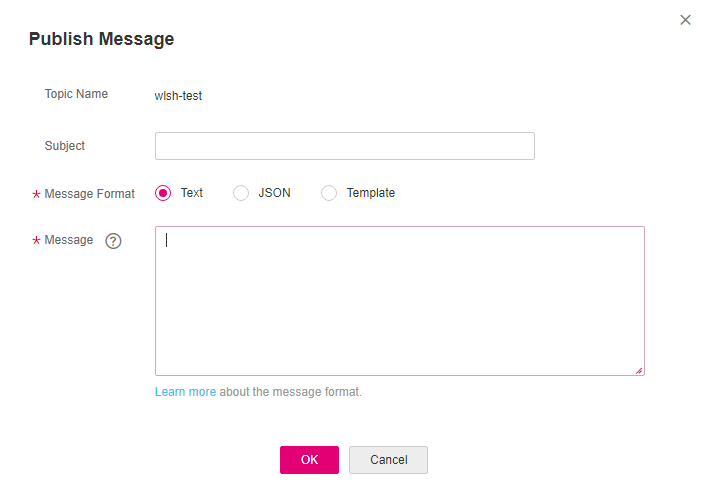 Publish Message
Topic Name wlsh-test
Subject
* Message Format Text JSON Template
* Message ?
Learn more about the message format.
OK Cancel